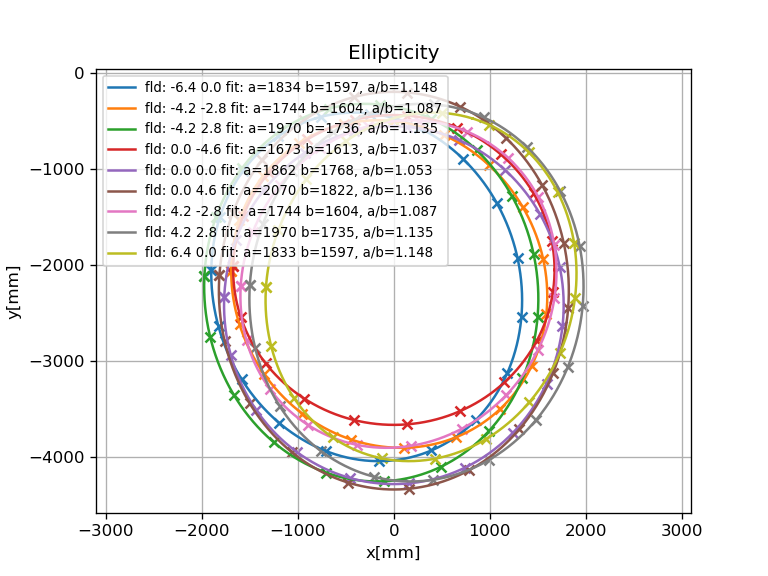 Ellipticity
fld: -6.4 0.0 fit: a=1834 b=1597, a/b=1.148
fld: -4.2 -2.8 fit: a=1744 b=1604, a/b=1.087
fld: -4.2 2.8 fit: a=1970 b=1736, a/b=1.135
fld: 0.0 -4.6 fit: a=1673 b=1613, a/b=1.037
fld: 0.0 0.0 fit: a=1862 b=1768, a/b=1.053
fld: 0.0 4.6 fit: a=2070 b=1822, a/b=1.136
fld: 4.2 -2.8 fit: a=1744 b=1604, a/b=1.087
fld: 4.2 2.8 fit: a=1970 b=1735, a/b=1.135
fld: 6.4 0.0 fit: a=1833 b=1597, a/b=1.148
0
−1000
−2000
−3000
−4000
y[mm]
−3000 −2000 −1000 0 1000 2000 3000
x[mm]